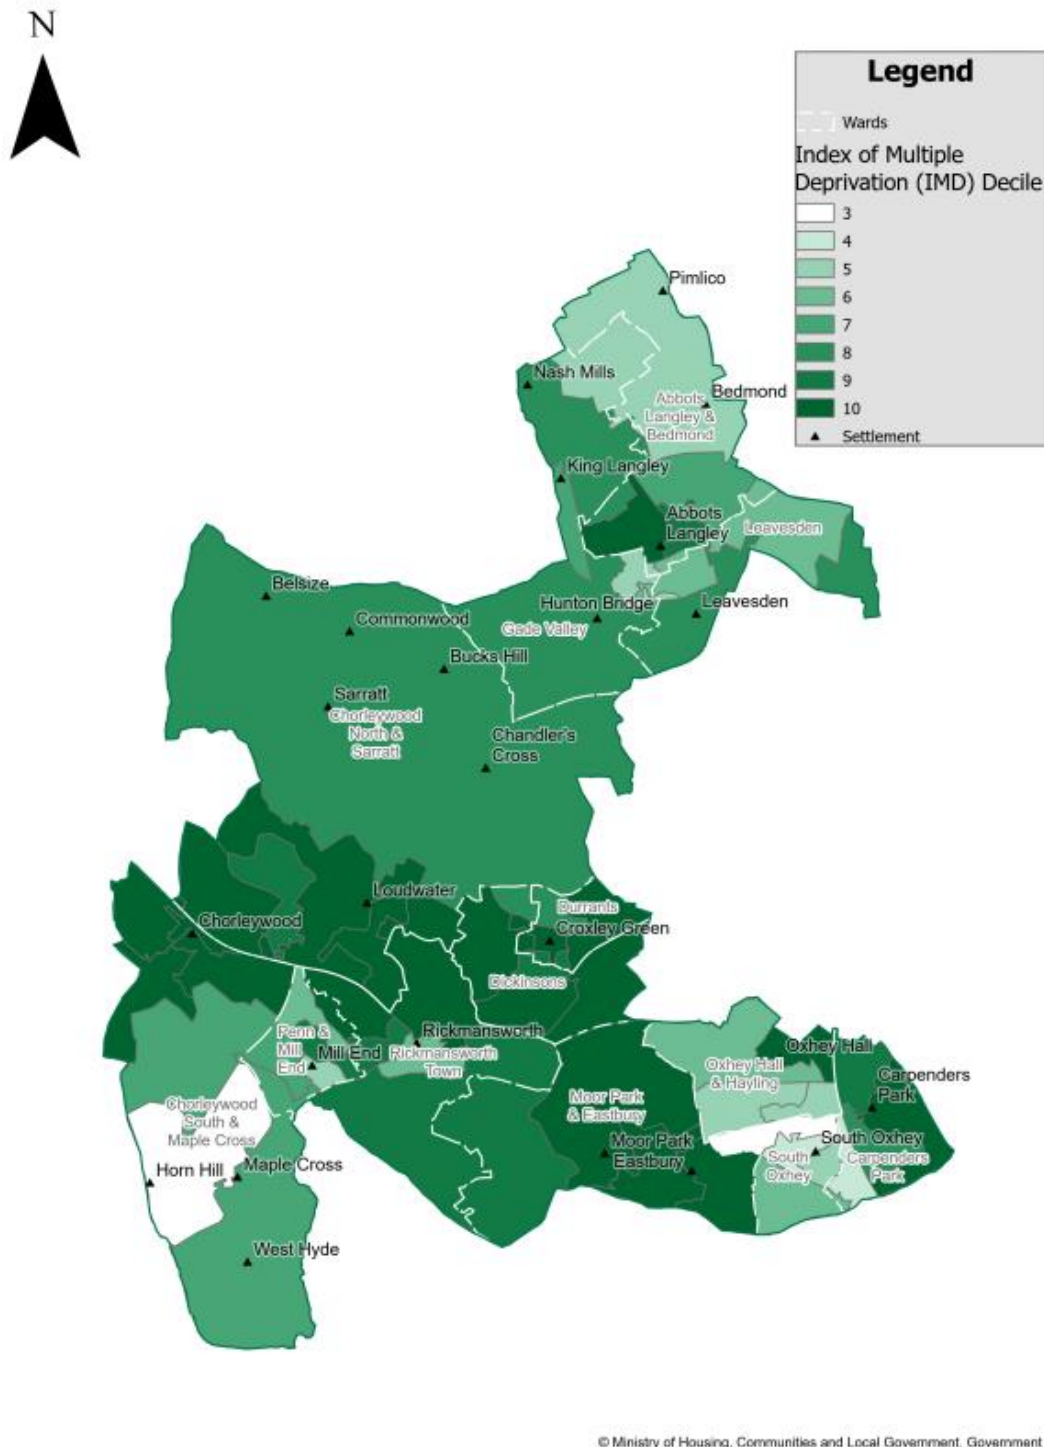 N
Legend
Wards
Index of Multiple
Deprivation (IMD) Decile
3
4
5
6
7
8
9
10
Settlement
Pimlico
Nash Mills
Bedmond
Abbots
Langley &
Bedmond
King Langley
Abbots
Langley
Leavesden
Belsize
Commonwood
Hunton Bridge
Leavesden
Gade Valley
Bucks Hill
Sarratt
Chorleywood
North &
Sarratt
Chandler's
Cross
Loudwater
Durrants
Chorleywood
Croxley Green
Dickinsons
Penn &
Mill
End
Mill End
Rickmansworth
Rickmansworth
Town
Oxhey Hall
Oxhey Hall
& Hayling
Carpenders
Park
Moor Park
& Eastbury
Chorleywood
South &
Maple Cross
Moor Park
Eastbury
South Oxhey
South
Oxhey
Carpenders
Park
Horn Hill
Maple Cross
West Hyde
© Ministry of Housing, Communities and Local Government, Government